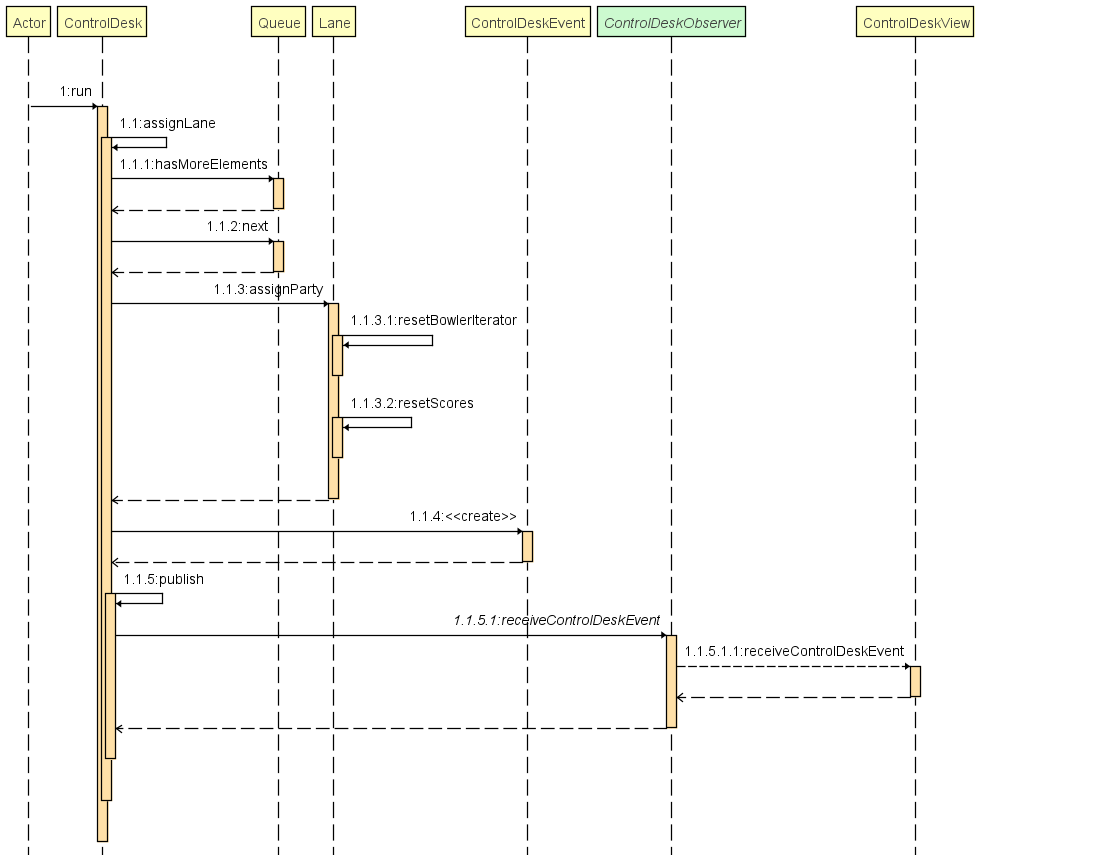 Actor
ControlDesk
Queue
Lane
ControlDeskEvent
ControlDeskObserver
ControlDeskView
1:run
1.1:assignLane
1.1.1:hasMoreElements
1.1.2:next
1.1.3:assignParty
1.1.3.1:resetBowlerIterator
1.1.3.2:resetScores
1.1.4:<<create>>
1.1.5:publish
1.1.5.1:receiveControlDeskEvent
1.1.5.1.1:receiveControlDeskEvent